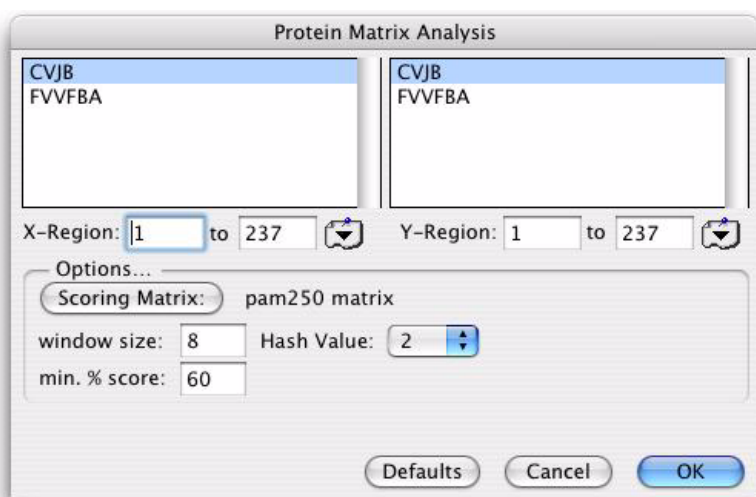 Protein Matrix Analysis
CVJB CVJB
FVVFBA FVVFBA
X-Region: 1 to 237 Y-Region: 1 to 237
Options...
Scoring Matrix: pam250 matrix
window size: 8 Hash Value: 2
min. % score: 60
Defaults Cancel OK